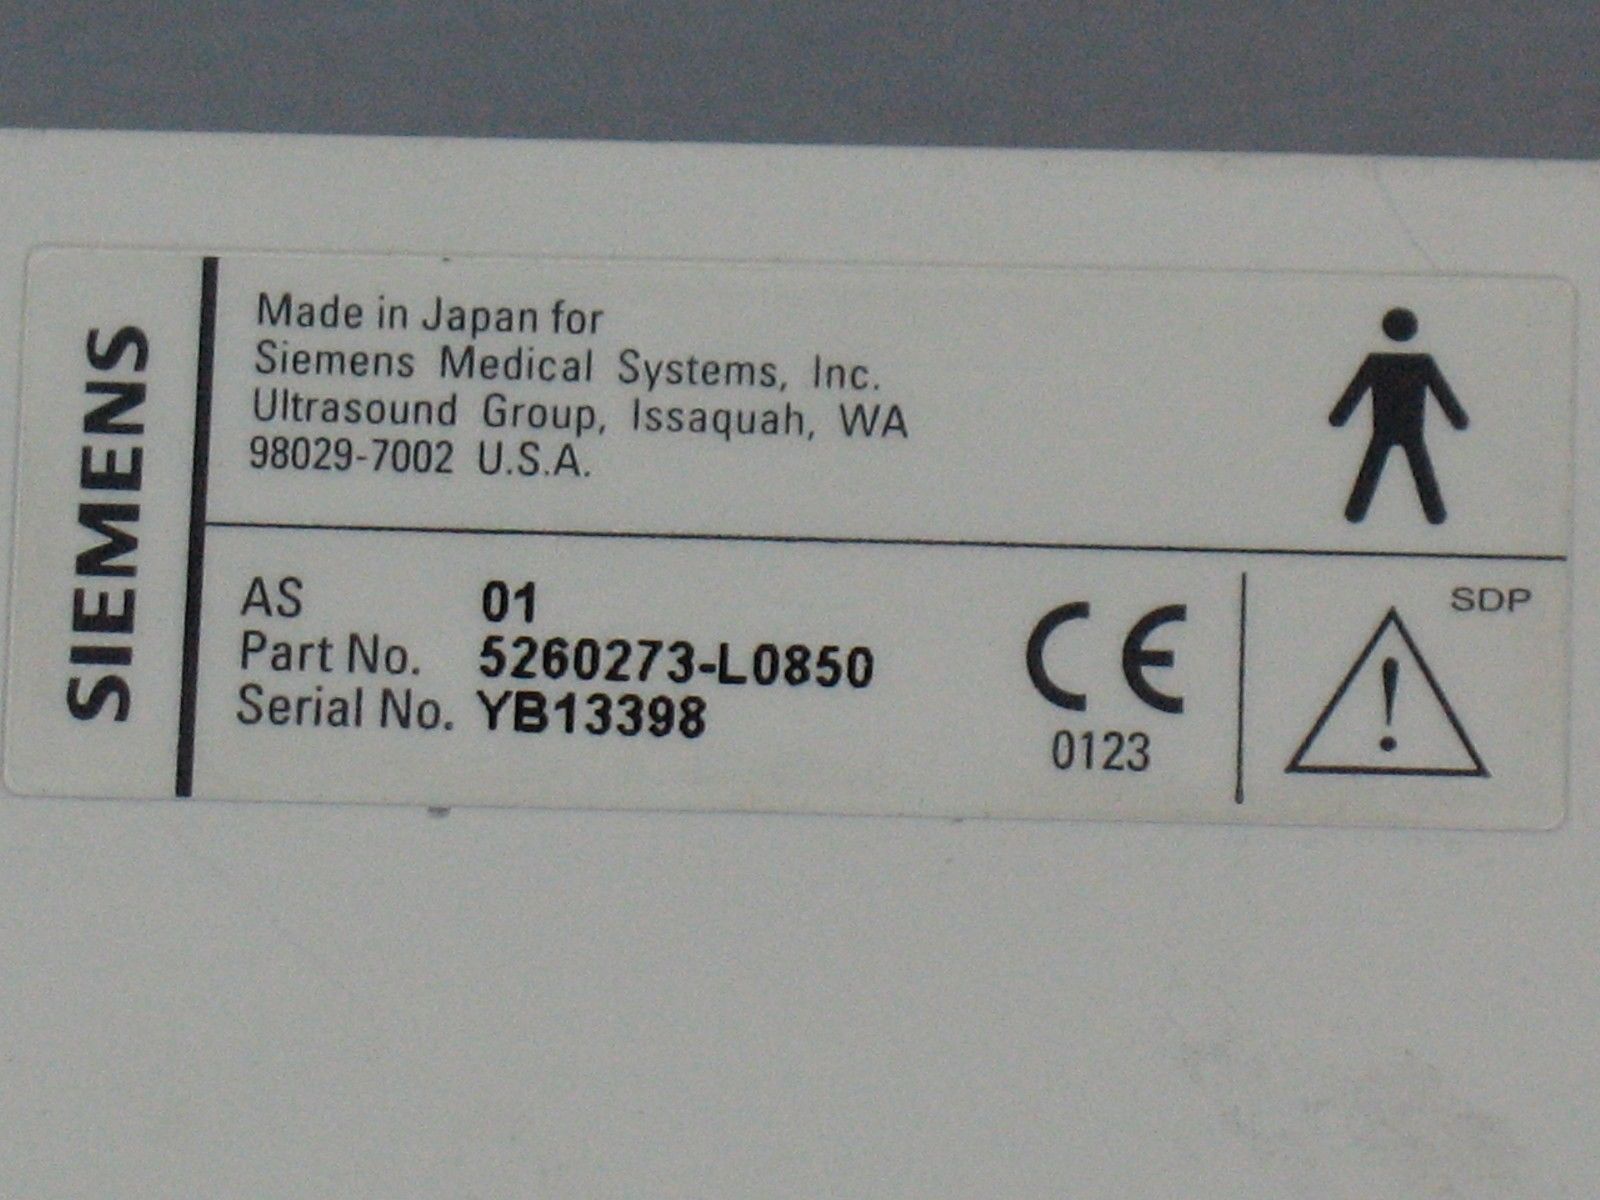 SIEMENS
Made in Japan for
Siemens Medical Systems, Inc.
Ultrasound Group, Issaquah, WA
98029-7002 U.S.A.
AS 01
Part No. 5260273-L0850
Serial No. YB13398
CE
0123
SDP
!